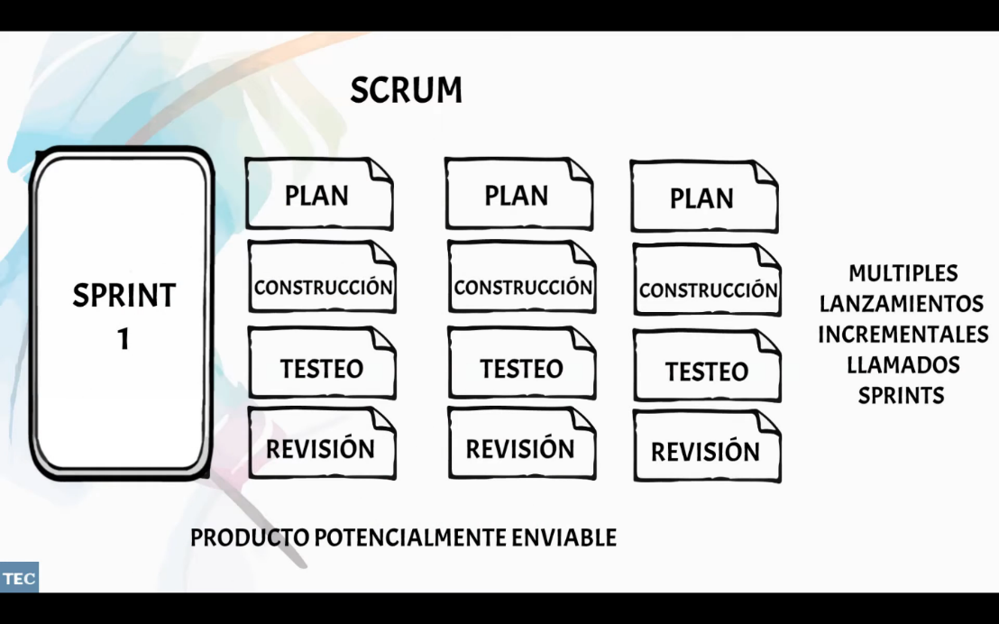 SCRUM
SPRINT
1
PLAN
CONSTRUCCIÓN
TESTEO
REVISIÓN
PLAN
CONSTRUCCIÓN
TESTEO
REVISIÓN
PLAN
CONSTRUCCIÓN
TESTEO
REVISIÓN
MULTIPLES
LANZAMIENTOS
INCREMENTALES
LLAMADOS
SPRINTS
PRODUCTO POTENCIALMENTE ENVIABLE
TEC